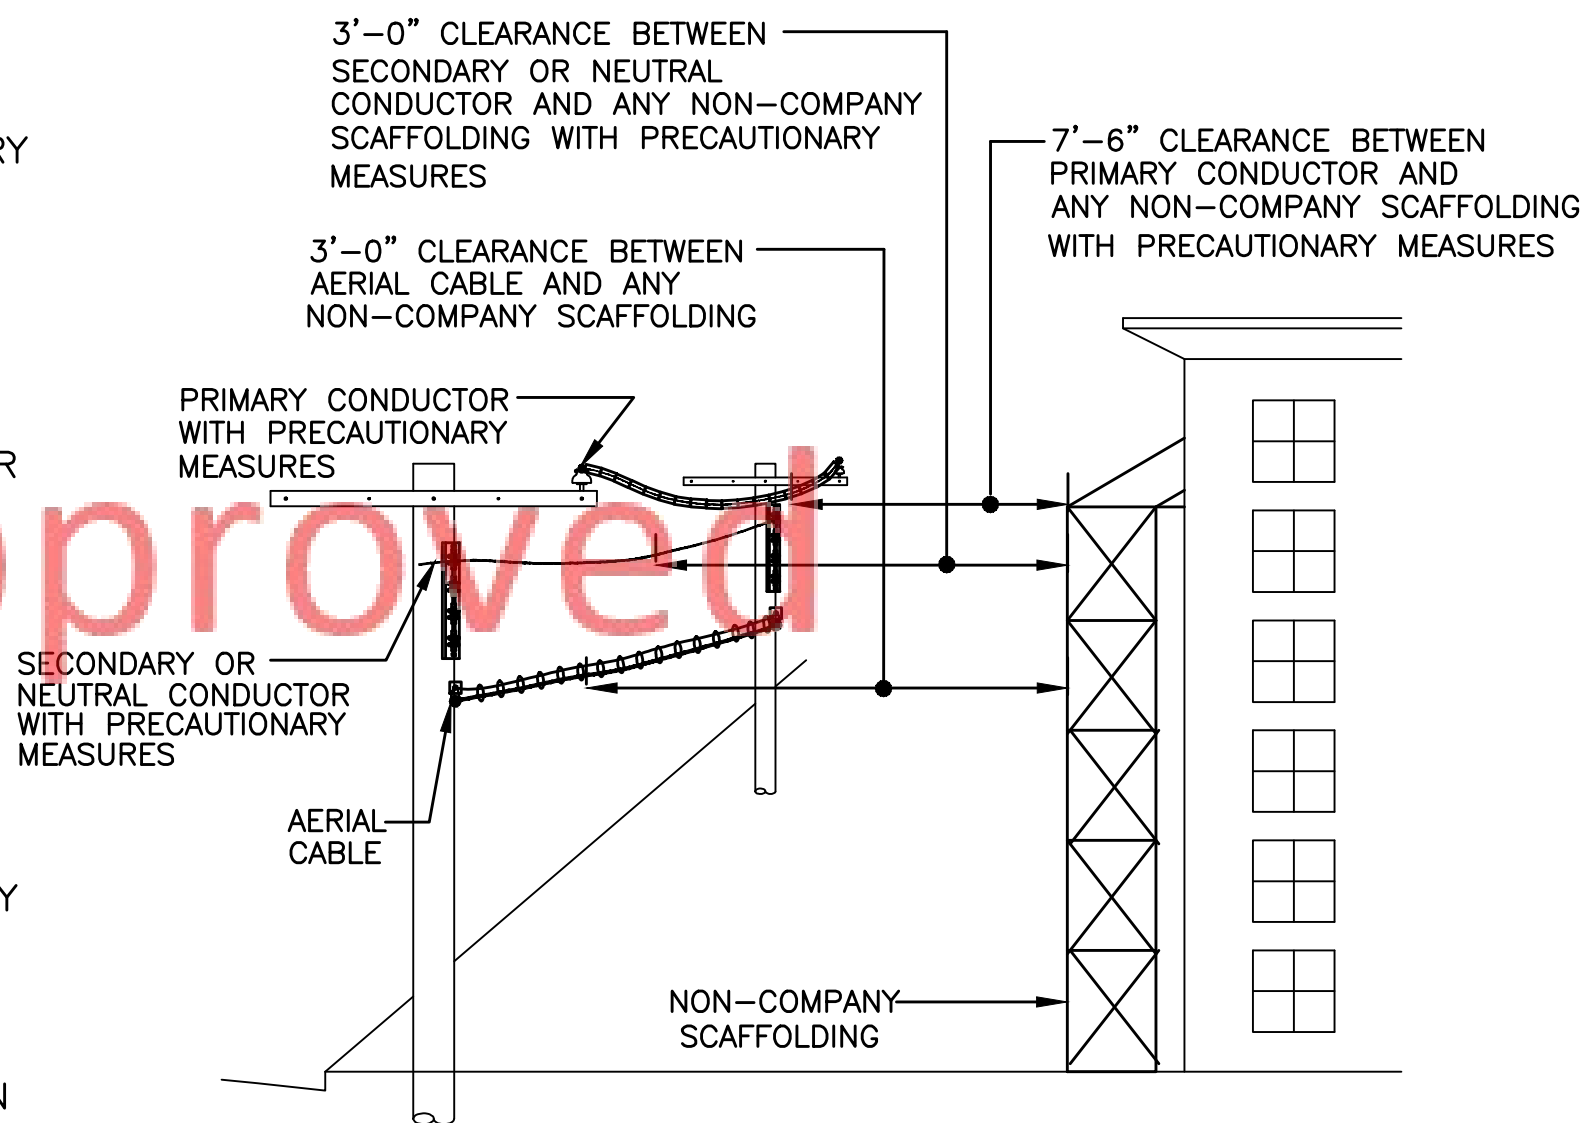 3'-0" CLEARANCE BETWEEN
SECONDARY OR NEUTRAL
CONDUCTOR AND ANY NON-COMPANY
SCAFFOLDING WITH PRECAUTIONARY
MEASURES
7'-6" CLEARANCE BETWEEN
PRIMARY CONDUCTOR AND
ANY NON-COMPANY SCAFFOLDING
WITH PRECAUTIONARY MEASURES
RY
3'-0" CLEARANCE BETWEEN
AERIAL CABLE AND ANY
NON-COMPANY SCAFFOLDING
PRIMARY CONDUCTOR
WITH PRECAUTIONARY
MEASURES
R
pproved
SECONDARY OR
NEUTRAL CONDUCTOR
WITH PRECAUTIONARY
MEASURES
AERIAL
CABLE
Y
NON-COMPANY
SCAFFOLDING
N